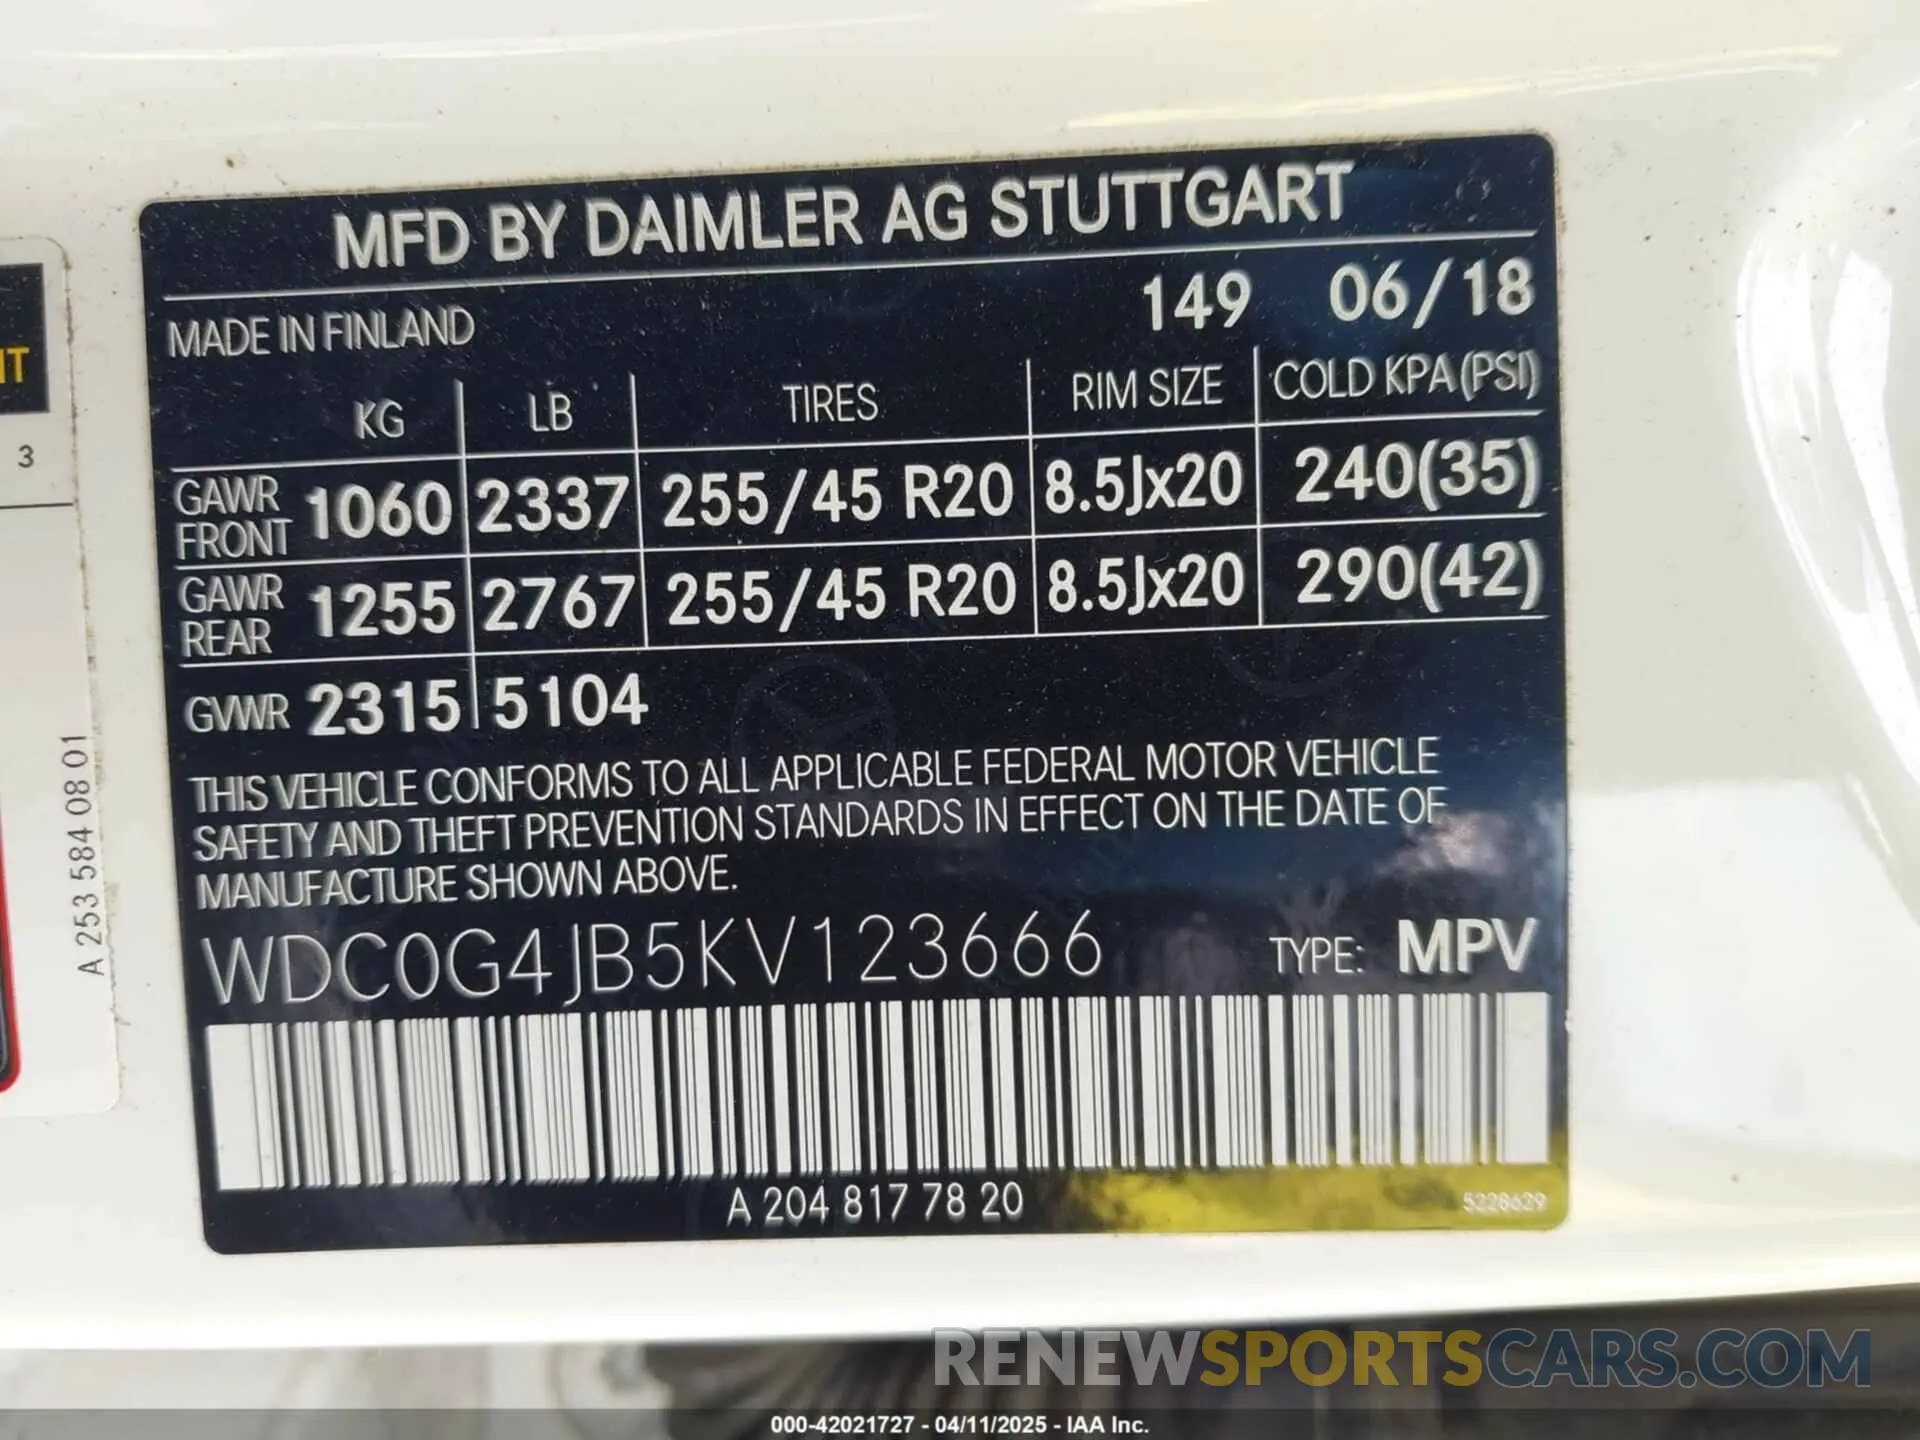 MFD BY DAIMLER AG STUTTGART
MADE IN FINLAND 149 06/18
KG LB TIRES RIM SIZE COLD KPA (PSI)
GAWR FRONT 1060 2337 255/45 R20 8.5Jx20 240(35)
GAWR REAR 1255 2767 255/45 R20 8.5Jx20 290(42)
GVWR 2315 5104
THIS VEHICLE CONFORMS TO ALL APPLICABLE FEDERAL MOTOR VEHICLE
SAFETY AND THEFT PREVENTION STANDARDS IN EFFECT ON THE DATE OF
MANUFACTURE SHOWN ABOVE.
WDC0G4JB5KV123666 TYPE: MPV
A 204 817 78 20 5228629
3
A 253 584 08 01
RENEWSPORTSCARS.COM
000-42021727 - 04/11/2025 - IAA Inc.